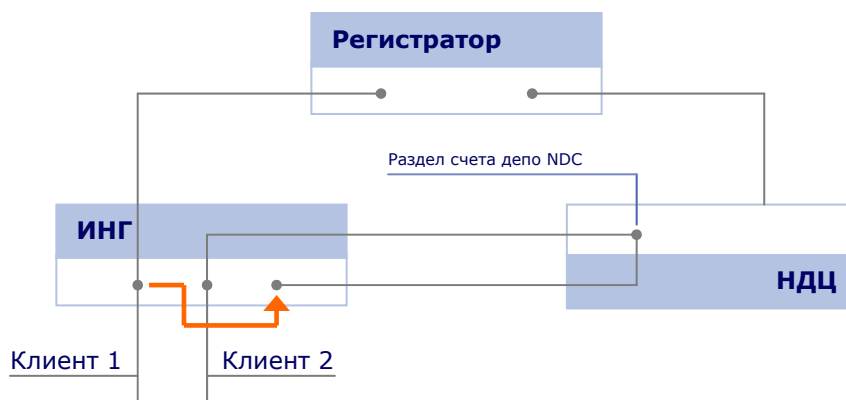 Регистратор
Раздел счета депо NDC
ИНГ
НДЦ
Клиент 1
Клиент 2